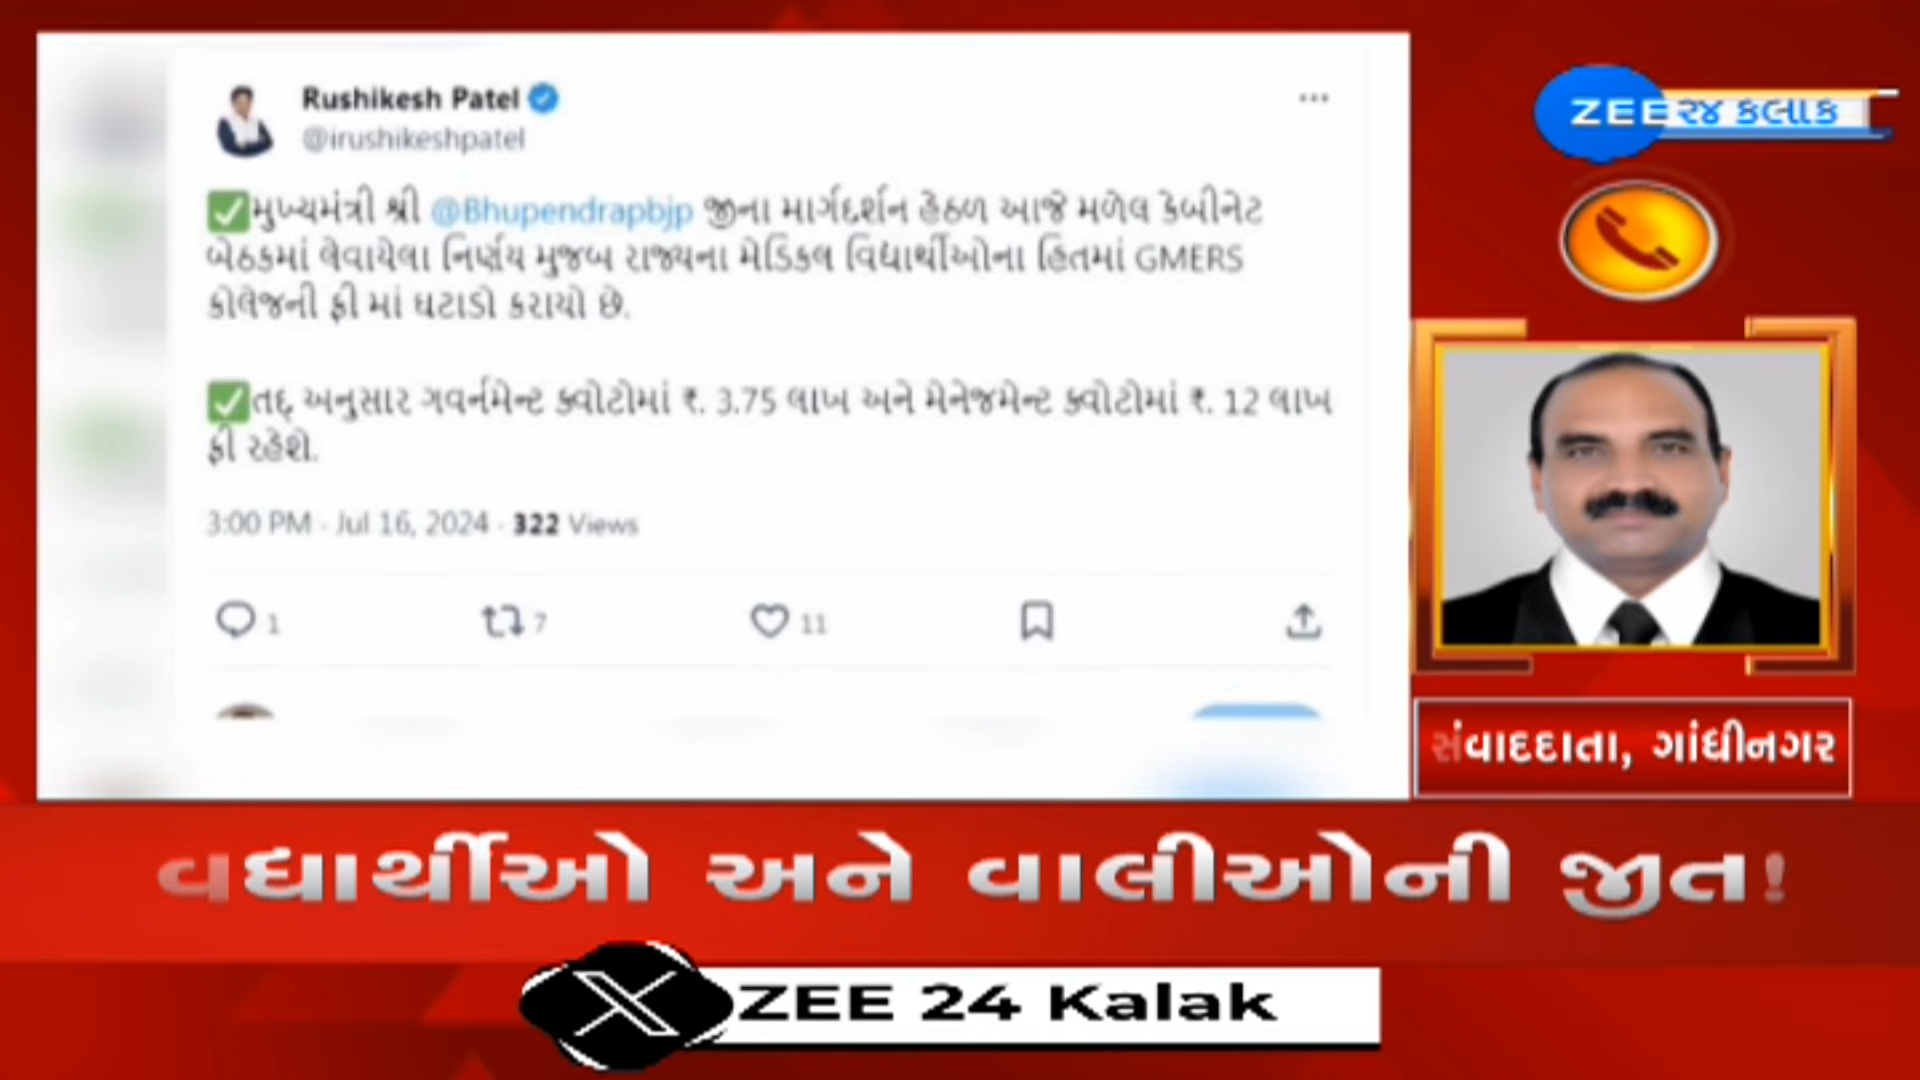 Rushikesh Patel
@irushikeshpatel
✅મુખ્યમંત્રી શ્રી @Bhupendrapbjp જીના માર્ગદર્શન હેઠળ આજે મળેલ કેબીનેટ
બેઠકમાં લેવાયેલા નિર્ણય મુજબ રાજ્યના મેડિકલ વિદ્યાર્થીઓના હિતમાં GMERS
કોલેજની ફી માં ઘટાડો કરાયો છે.
✅તદ્દ અનુસાર ગવર્નમેન્ટ ક્વોટોમાં ₹. 3.75 લાખ અને મેનેજમેન્ટ ક્વોટોમાં ₹. 12 લાખ
ફી રહેશે.
3:00 PM · Jul 16, 2024 · 322 Views
1 7 11
ZEE ૨૪ કલાક
સંવાદદાતા, ગાંધીનગર
વદ્યાર્થીઓ અને વાલીઓની જીત!
X ZEE 24 Kalak